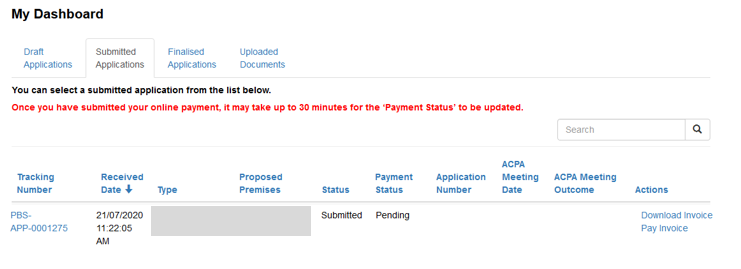 My Dashboard
Draft Applications
Submitted Applications
Finalised Applications
Uploaded Documents
You can select a submitted application from the list below.
Once you have submitted your online payment, it may take up to 30 minutes for the ‘Payment Status’ to be updated.
Search
Tracking Number
Received Date
Type
Proposed Premises
Status
Payment Status
Application Number
ACPA Meeting Date
ACPA Meeting Outcome
Actions
PBS-APP-0001275
21/07/2020 11:22:05 AM
Submitted
Pending
Download Invoice
Pay Invoice